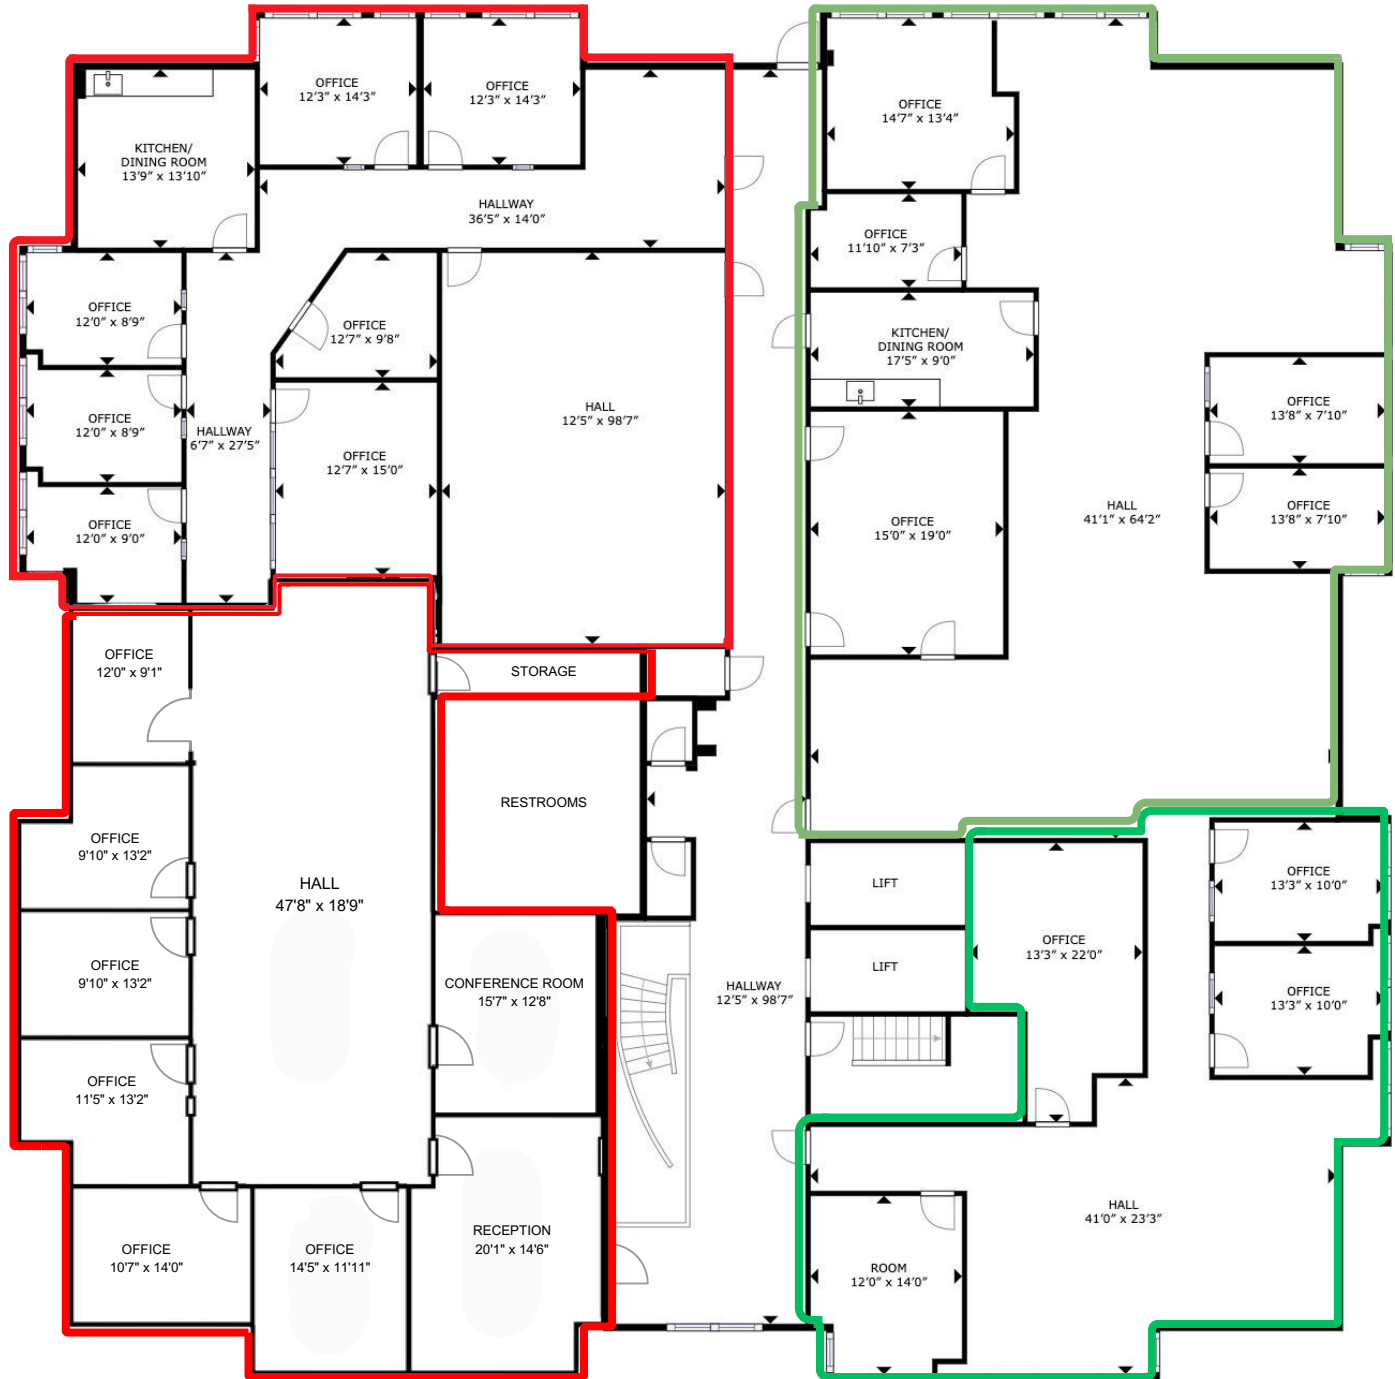 OFFICE
12'3" x 14'3"
OFFICE
12'3" x 14'3"
KITCHEN/
DINING ROOM
13'9" x 13'10"
HALLWAY
36'5" x 14'0"
OFFICE
12'0" x 8'9"
OFFICE
12'7" x 9'8"
OFFICE
12'0" x 8'9"
HALLWAY
6'7" x 27'5"
HALL
12'5" x 98'7"
OFFICE
12'7" x 15'0"
OFFICE
12'0" x 9'0"
OFFICE
14'7" x 13'4"
OFFICE
11'10" x 7'3"
KITCHEN/
DINING ROOM
17'5" x 9'0"
OFFICE
13'8" x 7'10"
OFFICE
13'8" x 7'10"
HALL
41'1" x 64'2"
OFFICE
15'0" x 19'0"
OFFICE
12'0" x 9'1"
STORAGE
RESTROOMS
OFFICE
9'10" x 13'2"
HALL
47'8" x 18'9"
OFFICE
9'10" x 13'2"
CONFERENCE ROOM
15'7" x 12'8"
OFFICE
11'5" x 13'2"
OFFICE
10'7" x 14'0"
OFFICE
14'5" x 11'11"
RECEPTION
20'1" x 14'6"
HALLWAY
12'5" x 98'7"
LIFT
LIFT
OFFICE
13'3" x 22'0"
OFFICE
13'3" x 10'0"
OFFICE
13'3" x 10'0"
HALL
41'0" x 23'3"
ROOM
12'0" x 14'0"